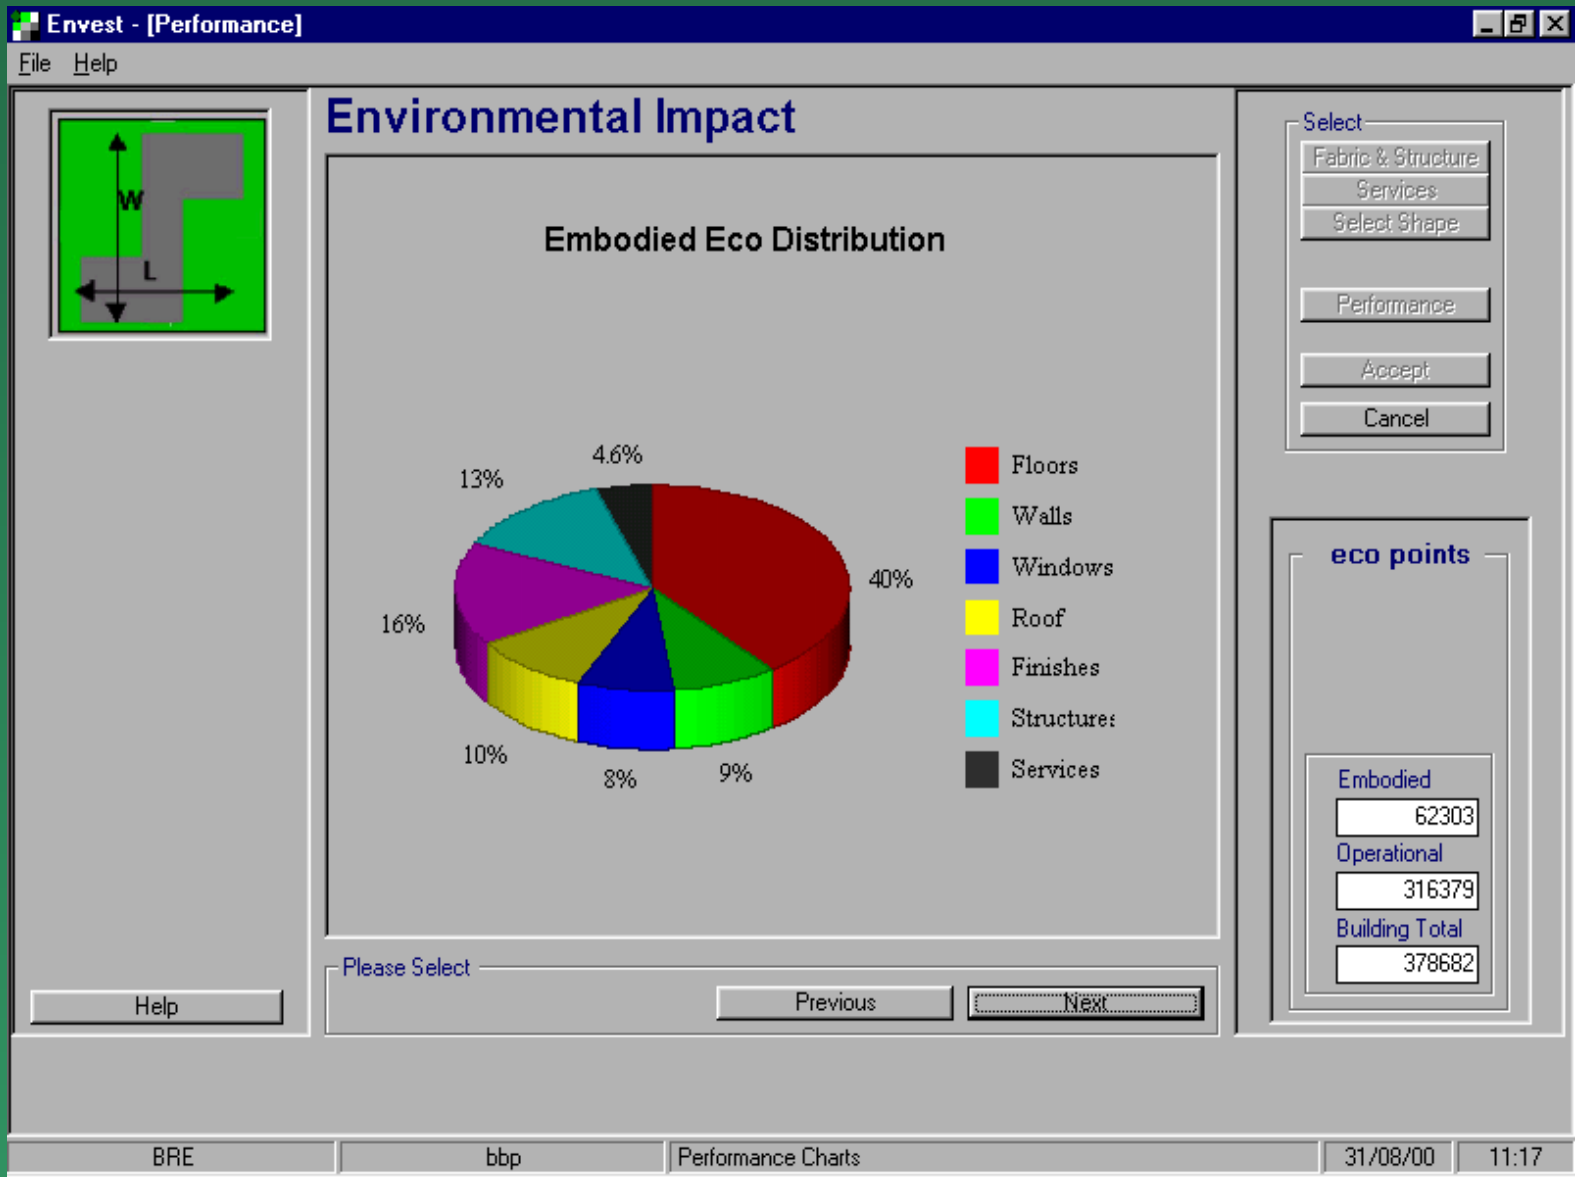 Envest - [Performance]
File Help
W
L
Help
Environmental Impact
Embodied Eco Distribution
4.6%
13%
40%
16%
10%
8%
9%
Floors
Walls
Windows
Roof
Finishes
Structures
Services
Please Select
Previous
Next
Select
Fabric & Structure
Services
Select Shape
Performance
Accept
Cancel
eco points
Embodied
62303
Operational
316379
Building Total
378682
BRE bbp Performance Charts 31/08/00 11:17